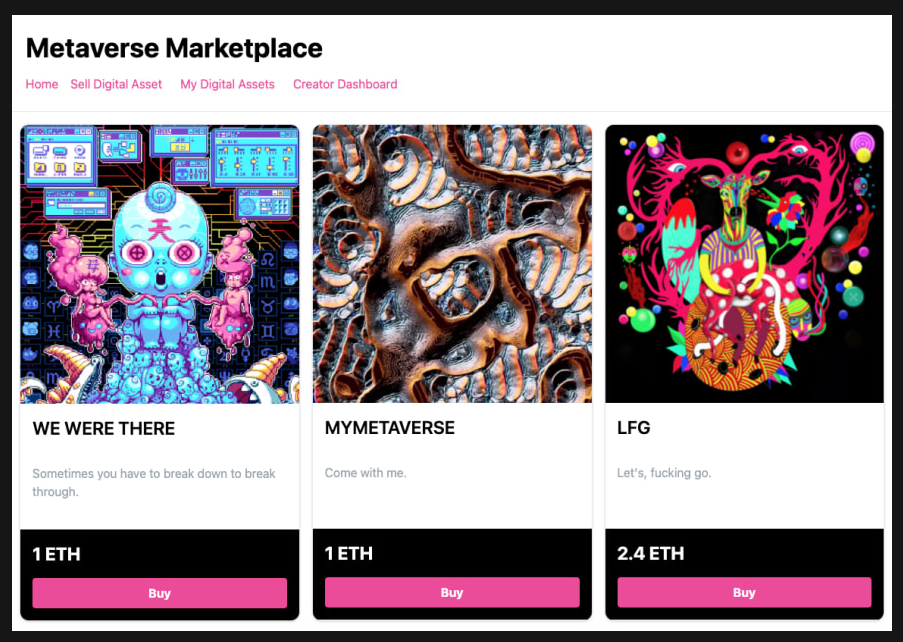 Metaverse Marketplace
Home Sell Digital Asset My Digital Assets Creator Dashboard
WE WERE THERE
Sometimes you have to break down to break
through.
1 ETH
Buy
MYMETAVERSE
Come with me.
1 ETH
Buy
LFG
Let's, fucking go.
2.4 ETH
Buy